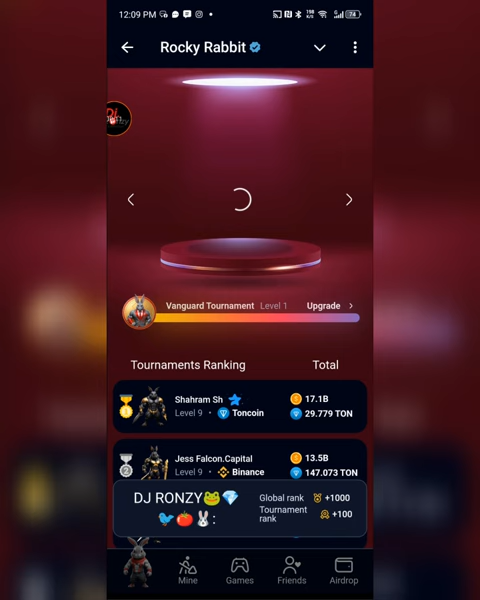 12:09 PM
198 K/s
74
Rocky Rabbit
Vanguard Tournament Level 1 Upgrade
Tournaments Ranking Total
Shahram Sh 17.1B
Level 9 • Toncoin 29.779 TON
Jess Falcon.Capital 13.5B
Level 9 • Binance 147.073 TON
DJ RONZY🐸💎
🐦🍅🐰:
Global rank +1000
Tournament rank +100
Mine Games Friends Airdrop